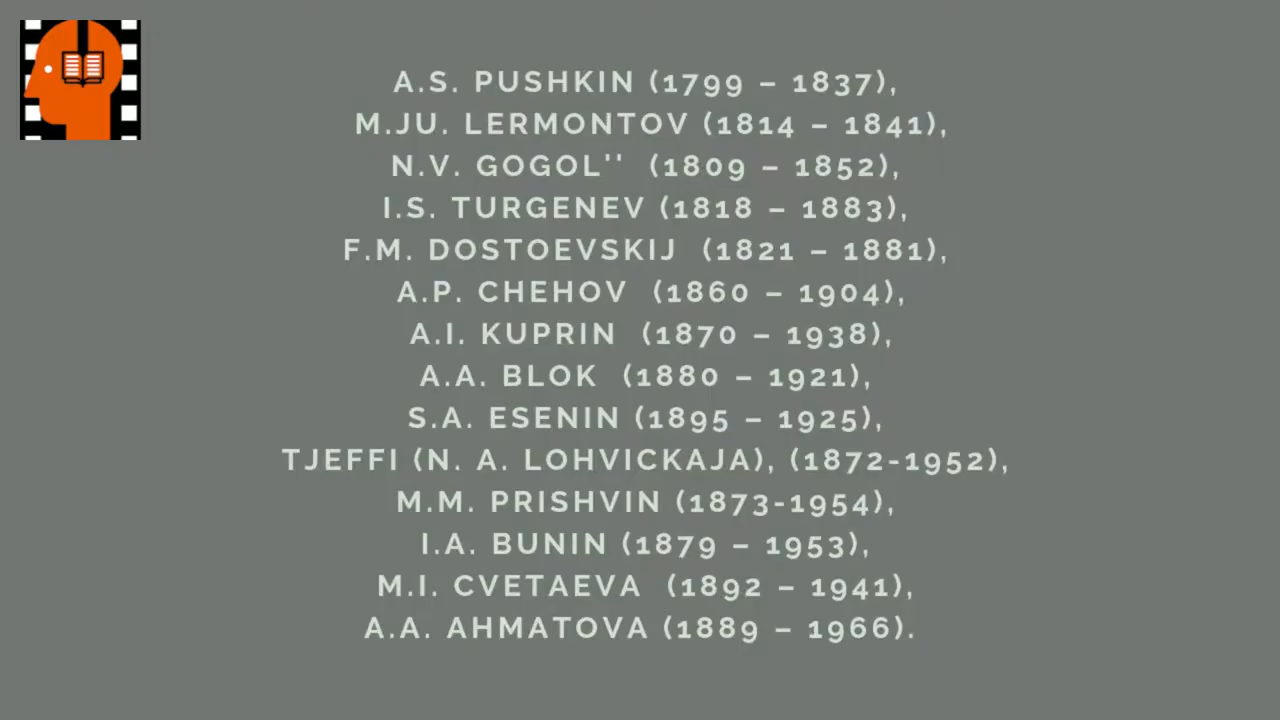 A.S. PUSHKIN (1799 – 1837),
M.JU. LERMONTOV (1814 – 1841),
N.V. GOGOL'' (1809 – 1852),
I.S. TURGENEV (1818 – 1883),
F.M. DOSTOEVSKIJ (1821 – 1881),
A.P. CHEHOV (1860 – 1904),
A.I. KUPRIN (1870 – 1938),
A.A. BLOK (1880 – 1921),
S.A. ESENIN (1895 – 1925),
TJEFFI (N. A. LOHVICKAJA), (1872-1952),
M.M. PRISHVIN (1873-1954),
I.A. BUNIN (1879 – 1953),
M.I. CVETAEVA (1892 – 1941),
A.A. AHMATOVA (1889 – 1966).